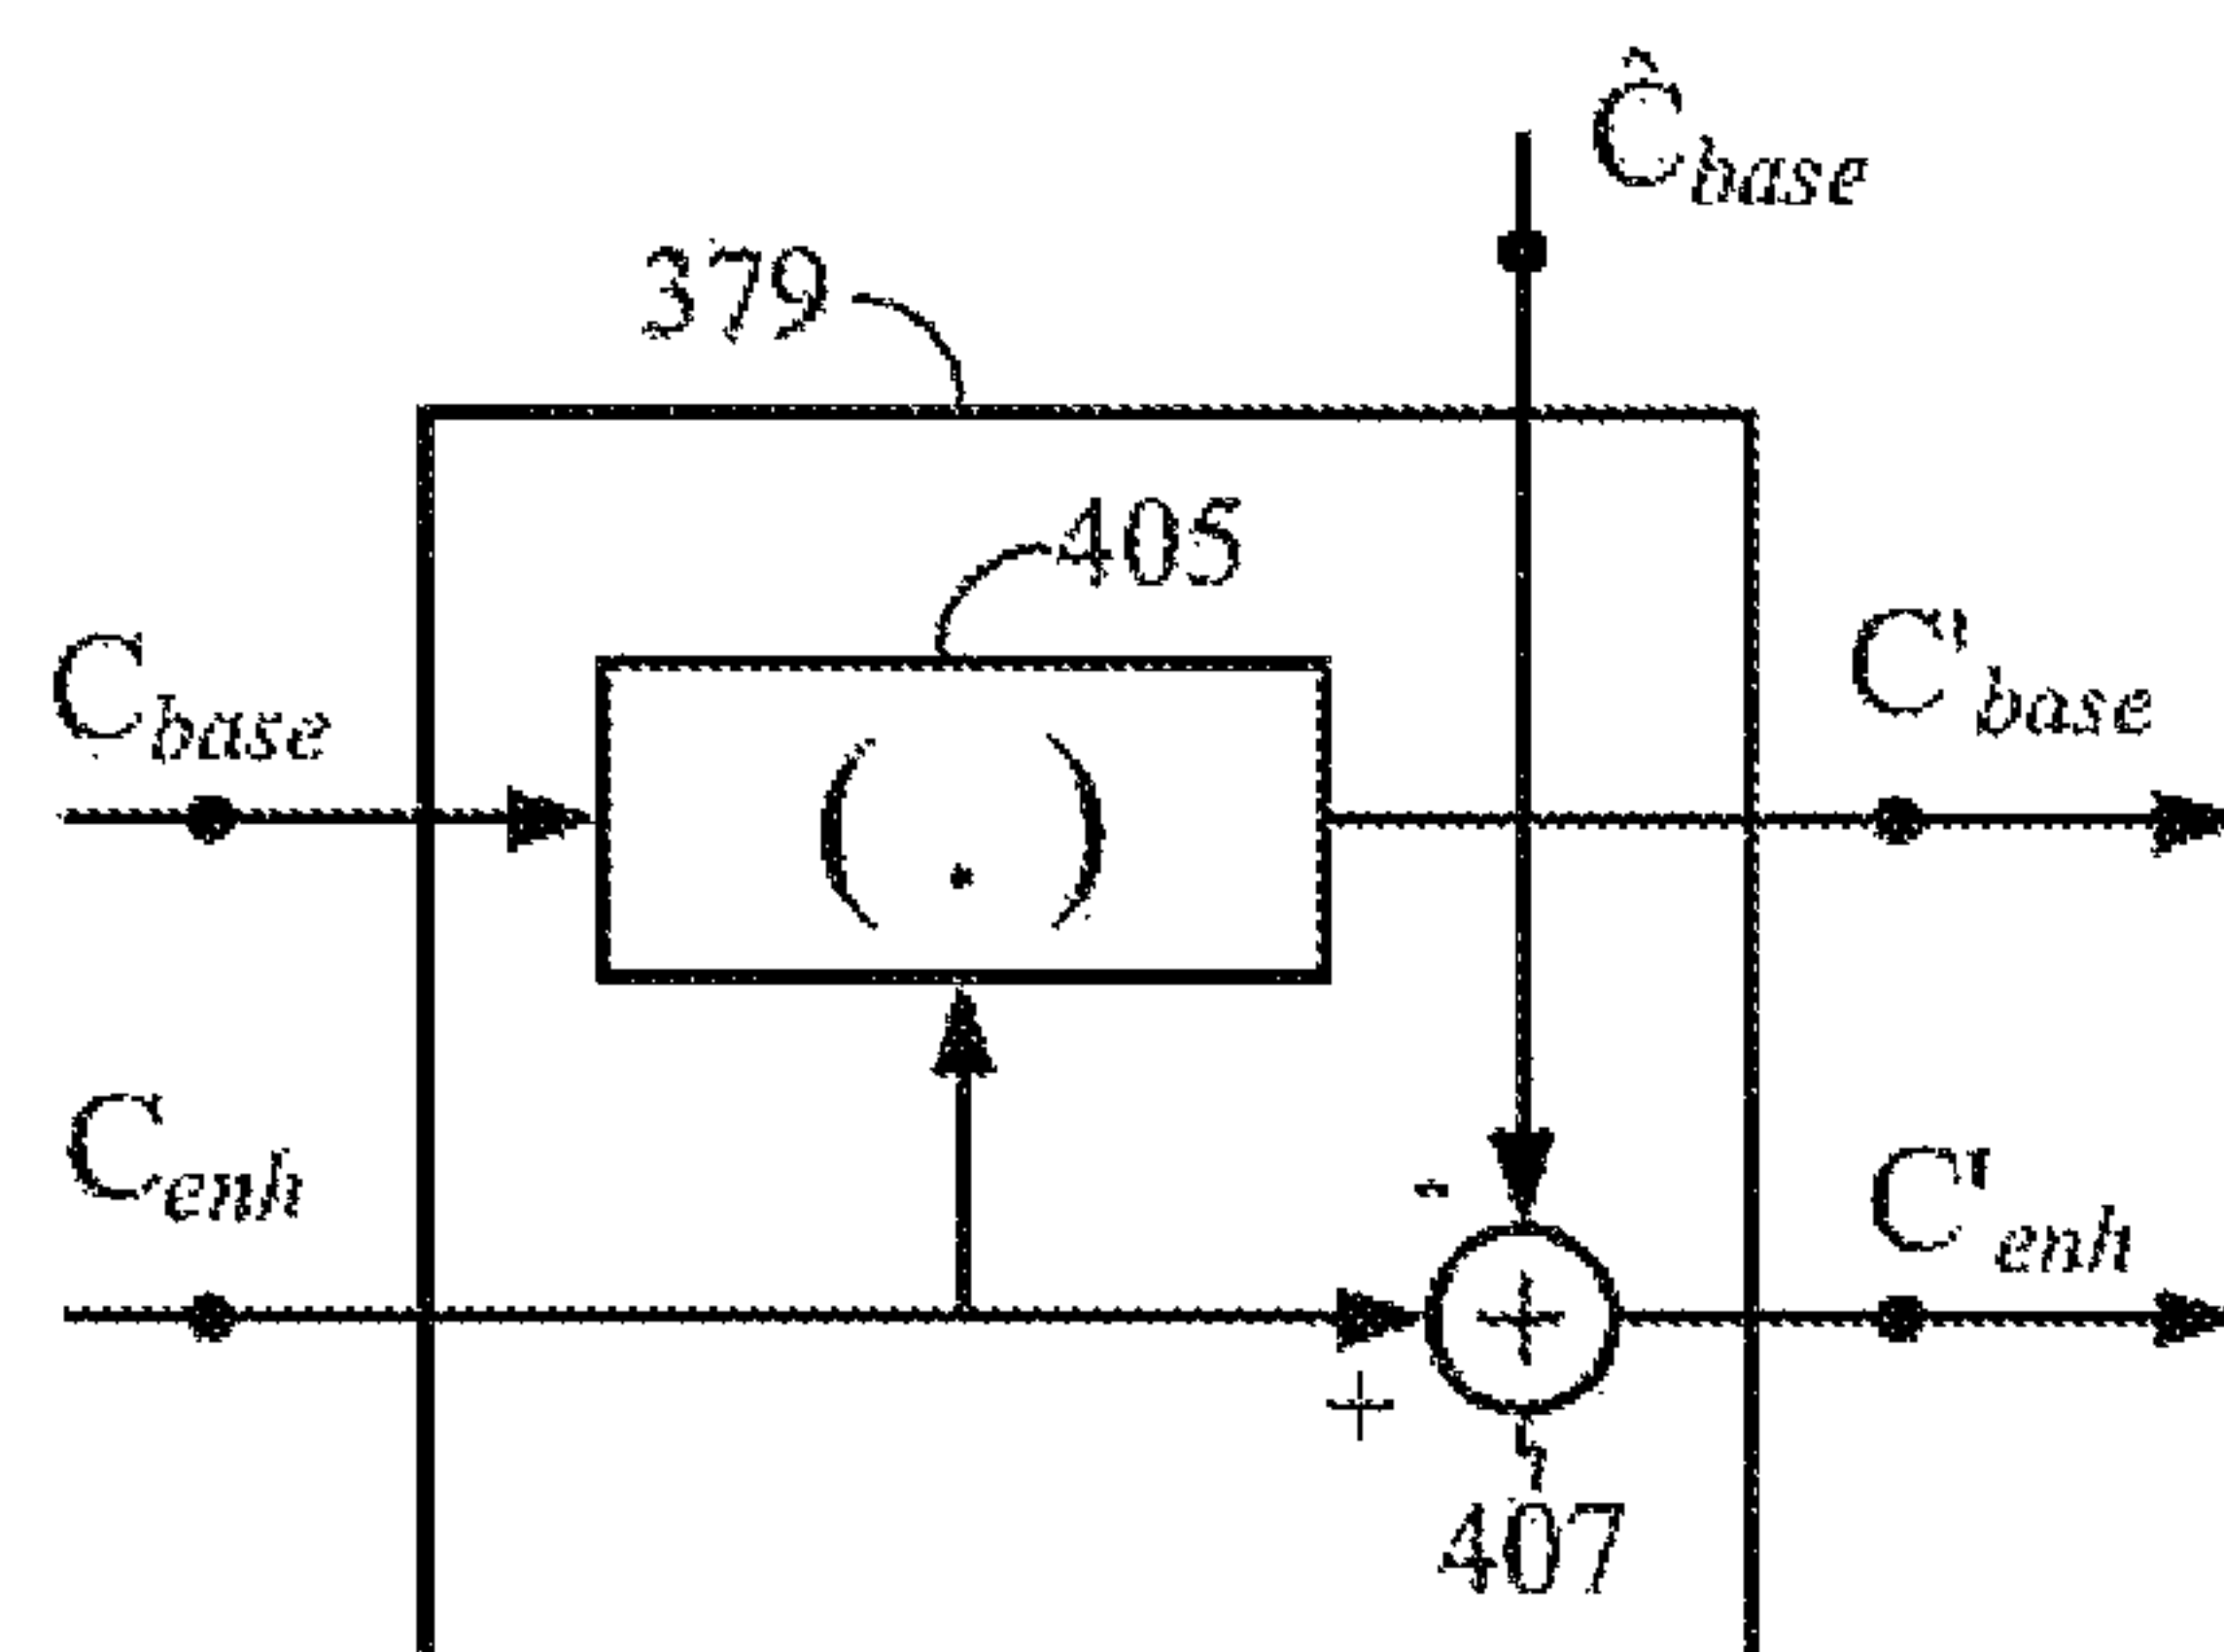 Ĉbase
379
405
Cbase
C'base
( . )
Cenh
-
C'enh
+
+
407